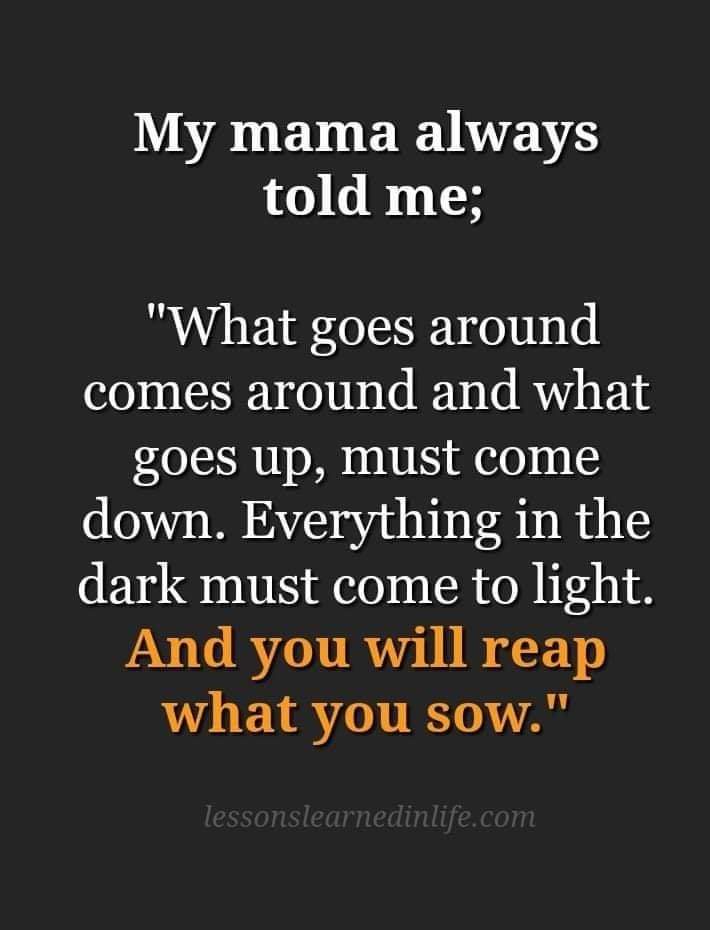 My mama always
told me;
"What goes around
comes around and what
goes up, must come
down. Everything in the
dark must come to light.
And you will reap
what you sow."
lessonslearnedinlife.com